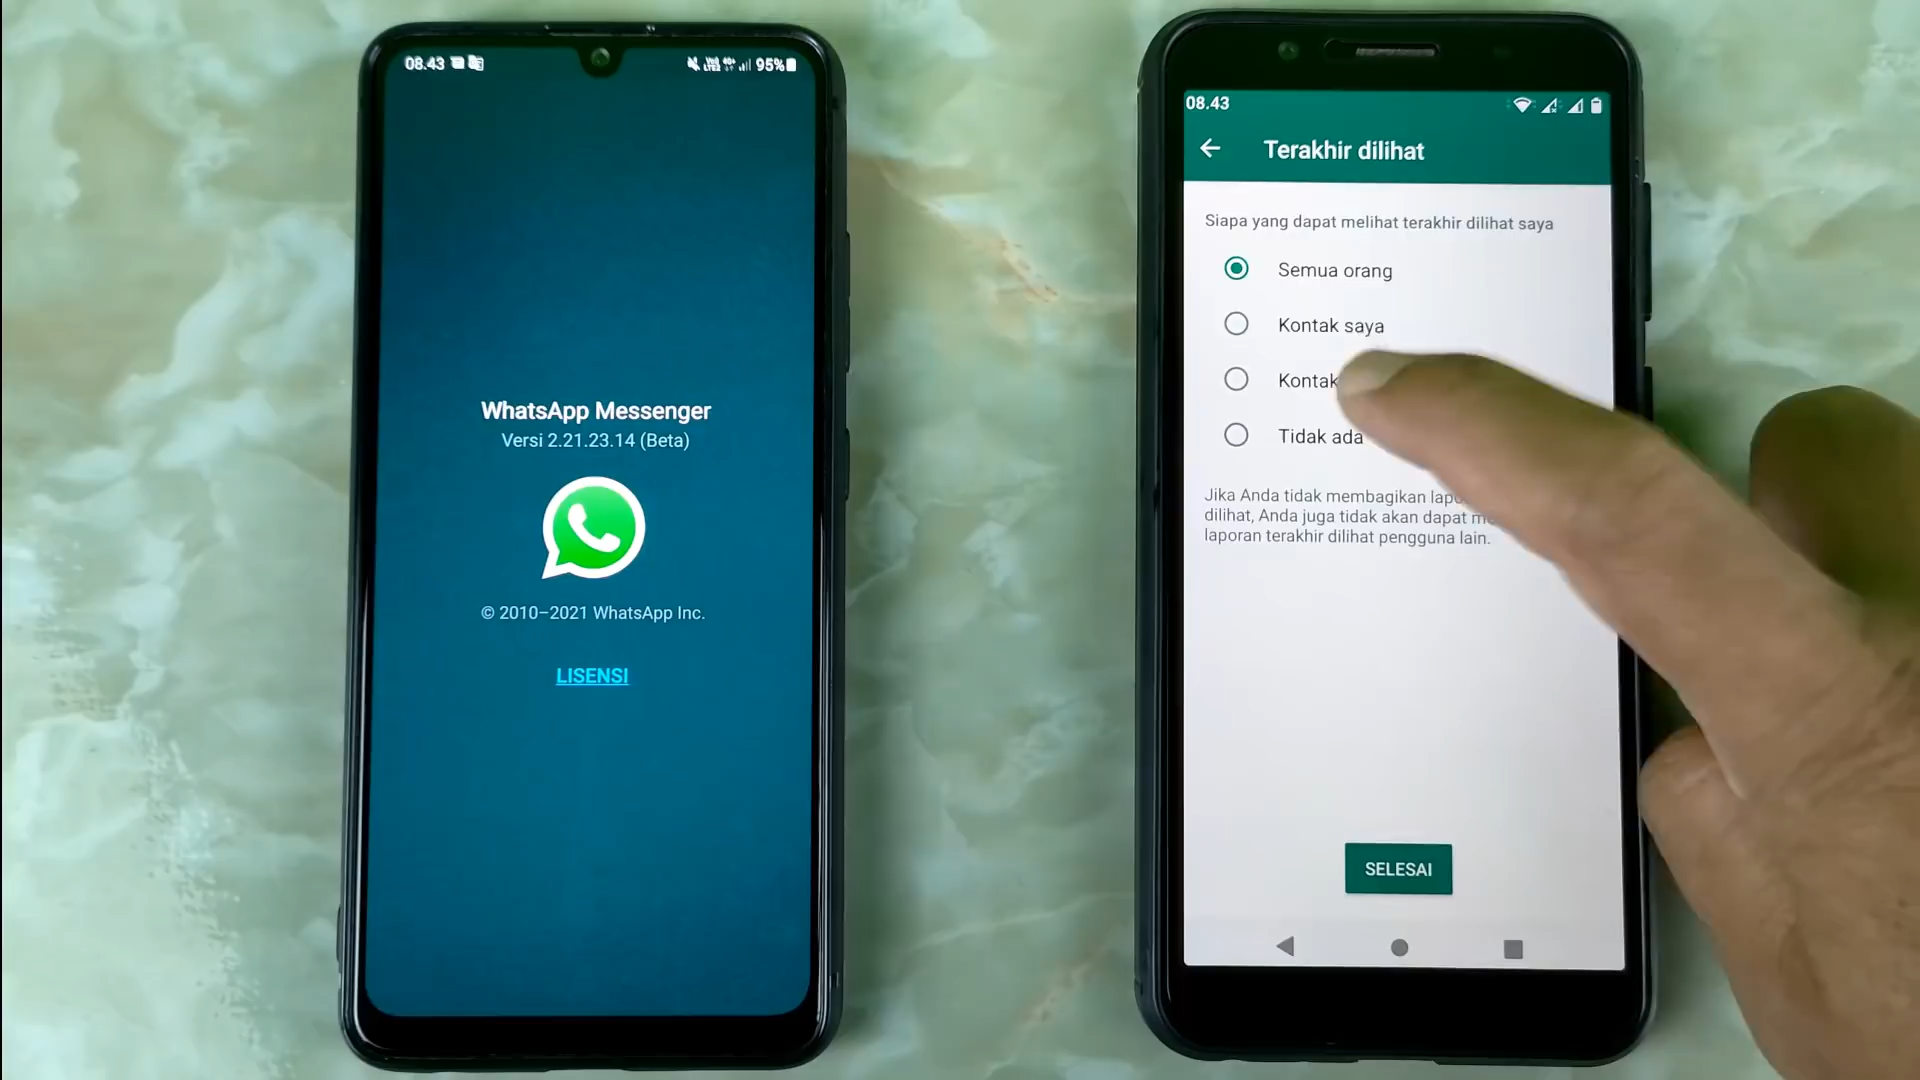 08.43
95%
WhatsApp Messenger
Versi 2.21.23.14 (Beta)
© 2010–2021 WhatsApp Inc.
LISENSI
08.43
Terakhir dilihat
Siapa yang dapat melihat terakhir dilihat saya
Semua orang
Kontak saya
Kontak
Tidak ada
Jika Anda tidak membagikan
dilihat, Anda juga tidak akan dapat
laporan terakhir dilihat pengguna lain.
SELESAI